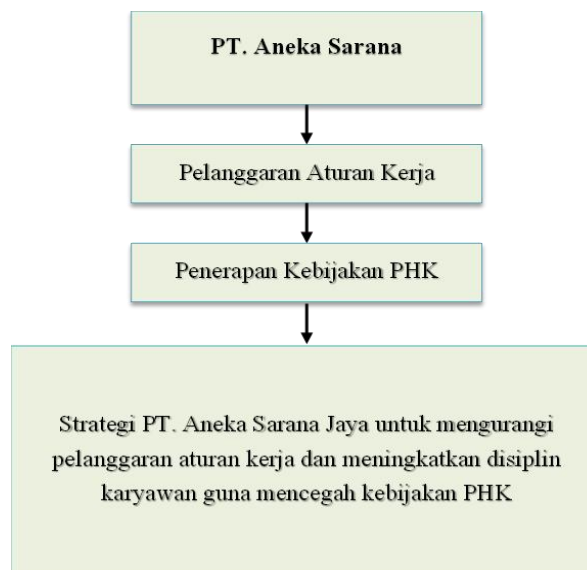 PT. Aneka Sarana
Pelanggaran Aturan Kerja
Penerapan Kebijakan PHK
Strategi PT. Aneka Sarana Jaya untuk mengurangi
pelanggaran aturan kerja dan meningkatkan disiplin
karyawan guna mencegah kebijakan PHK